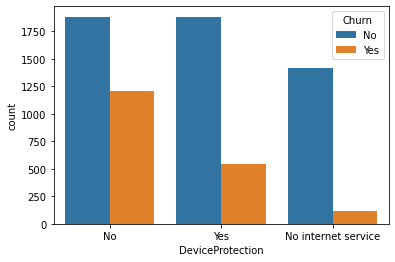 Churn
No
Yes
1750
1500
1250
1000
750
500
250
0
count
No
Yes
No internet service
DeviceProtection